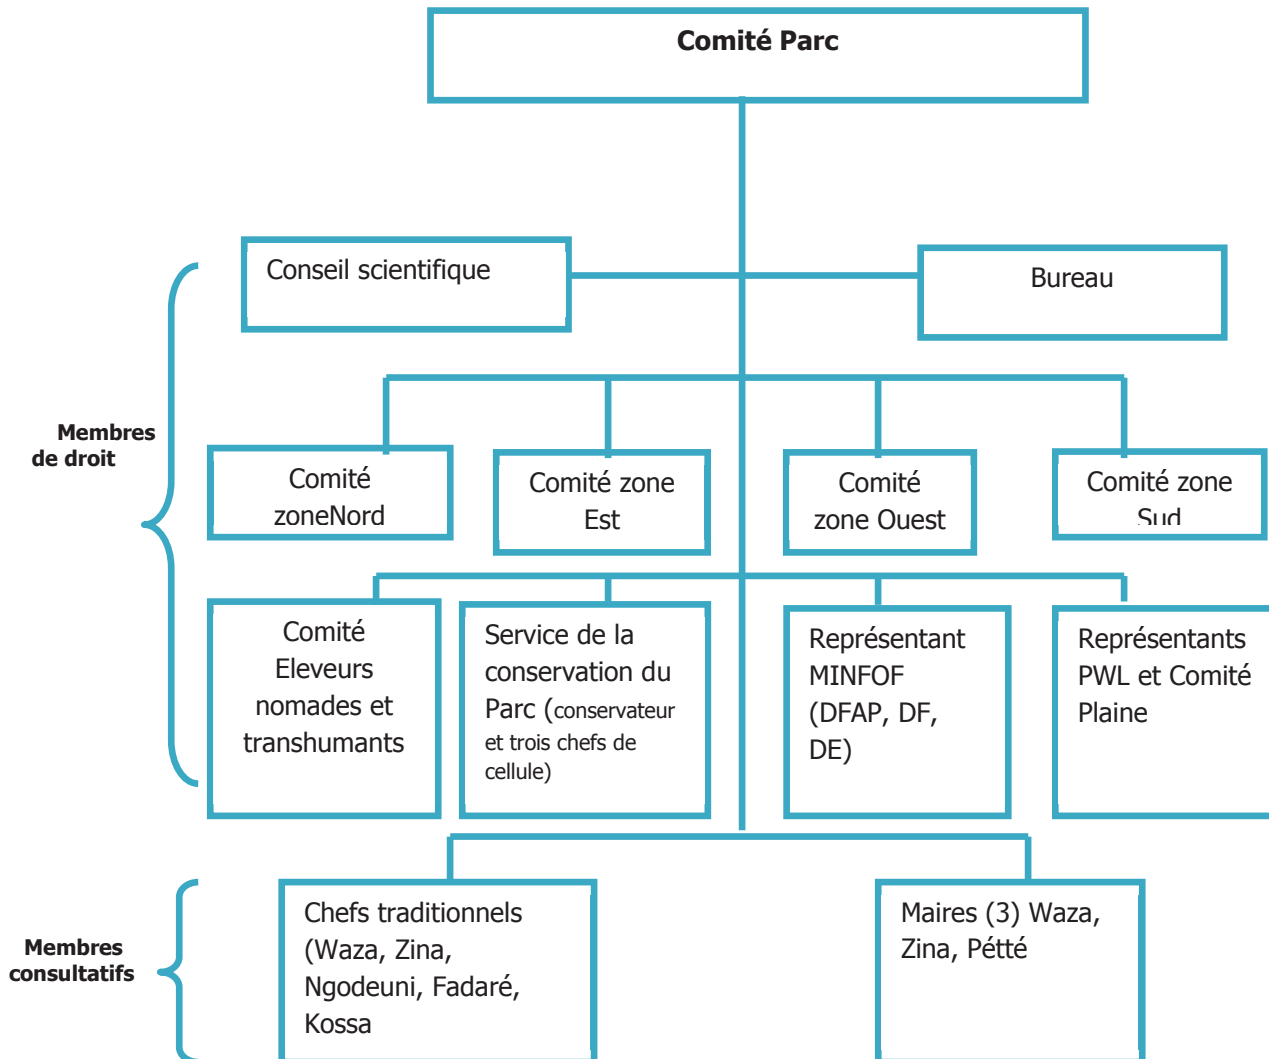 Comité Parc
Conseil scientifique
Bureau
Membres
de droit
Comité
zoneNord
Comité zone
Est
Comité
zone Ouest
Comité zone
Sud
Comité
Eleveurs
nomades et
transhumants
Service de la
conservation du
Parc (conservateur
et trois chefs de
cellule)
Représentant
MINFOF
(DFAP, DF,
DE)
Représentants
PWL et Comité
Plaine
Membres
consultatifs
Chefs traditionnels
(Waza, Zina,
Ngodeuni, Fadaré,
Kossa
Maires (3) Waza,
Zina, Pétté